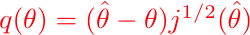 q(θ) = (θ̂ − θ)j^{1/2}(θ̂)